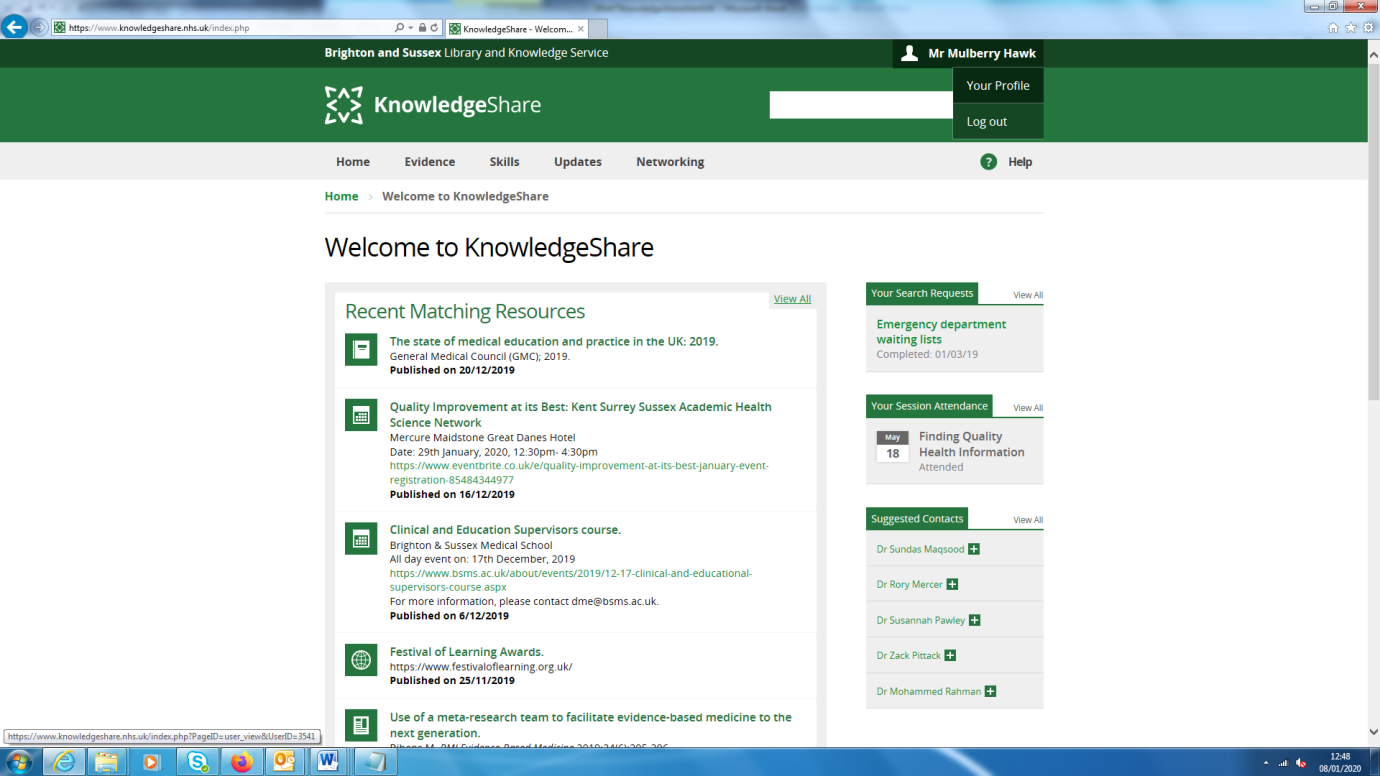 https://www.knowledgeshare.nhs.uk/index.php
KnowledgeShare - Welcom...
Brighton and Sussex Library and Knowledge Service
Mr Mulberry Hawk
Your Profile
Log out
KnowledgeShare
Home Evidence Skills Updates Networking
? Help
Home > Welcome to KnowledgeShare
Welcome to KnowledgeShare
View All
Recent Matching Resources
The state of medical education and practice in the UK: 2019.
General Medical Council (GMC); 2019.
Published on 20/12/2019
Quality Improvement at its Best: Kent Surrey Sussex Academic Health
Science Network
Mercure Maidstone Great Danes Hotel
Date: 29th January, 2020, 12:30pm- 4:30pm
https://www.eventbrite.co.uk/e/quality-improvement-at-its-best-january-event-
registration-85484344977
Published on 16/12/2019
Clinical and Education Supervisors course.
Brighton & Sussex Medical School
All day event on: 17th December, 2019
https://www.bsms.ac.uk/about/events/2019/12-17-clinical-and-educational-
supervisors-course.aspx
For more information, please contact dme@bsms.ac.uk.
Published on 6/12/2019
Festival of Learning Awards.
https://www.festivaloflearning.org.uk/
Published on 25/11/2019
Use of a meta-research team to facilitate evidence-based medicine to the
next generation.
Your Search Requests
View All
Emergency department
waiting lists
Completed: 01/03/19
Your Session Attendance
View All
May
18
Finding Quality
Health Information
Attended
Suggested Contacts
View All
Dr Sundas Maqsood
Dr Rory Mercer
Dr Susannah Pawley
Dr Zack Pittack
Dr Mohammed Rahman
https://www.knowledgeshare.nhs.uk/index.php?PageID=user_view&UserID=3541
12:48
08/01/2020